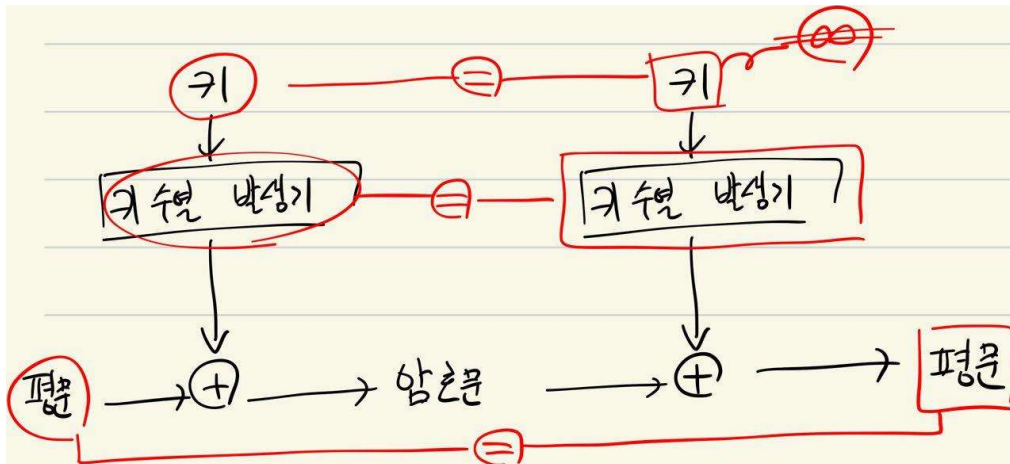 키 = 키 ∞
키 수열 발생기 = 키 수열 발생기
평문 + 암호문 + 평문
=